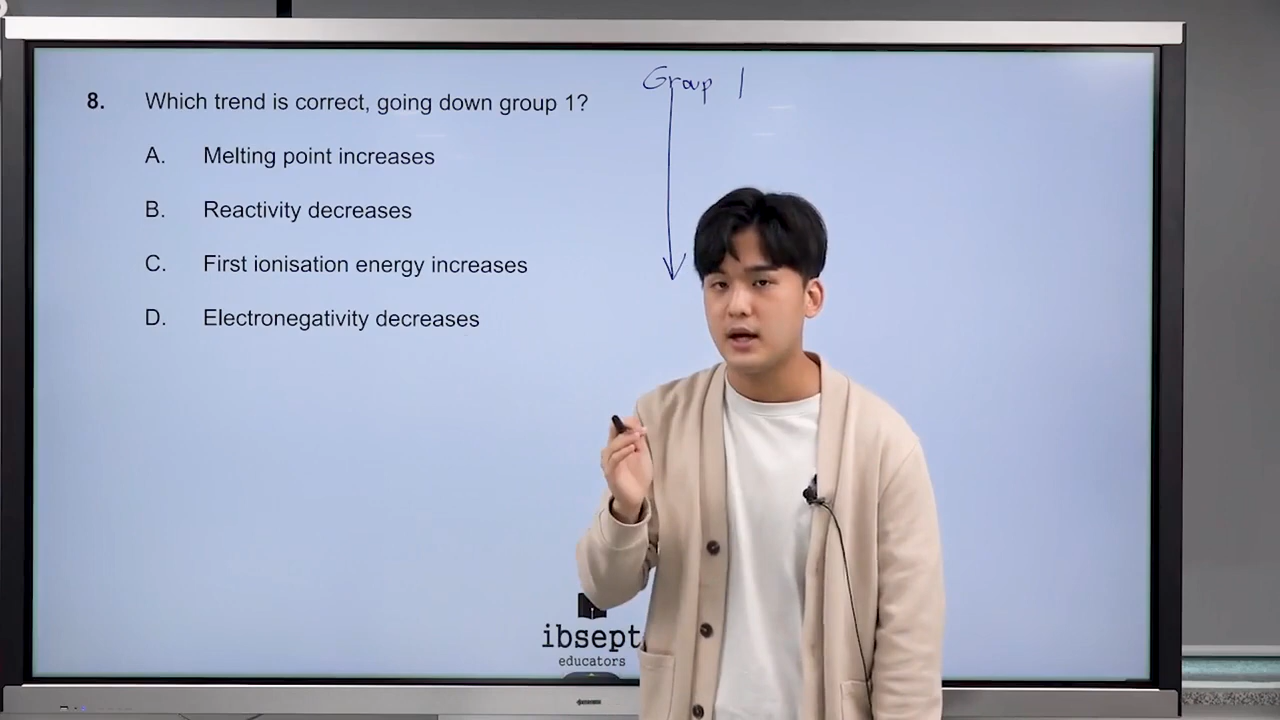 Group 1
8. Which trend is correct, going down group 1?
A. Melting point increases
B. Reactivity decreases
C. First ionisation energy increases
D. Electronegativity decreases
ibsept
educators